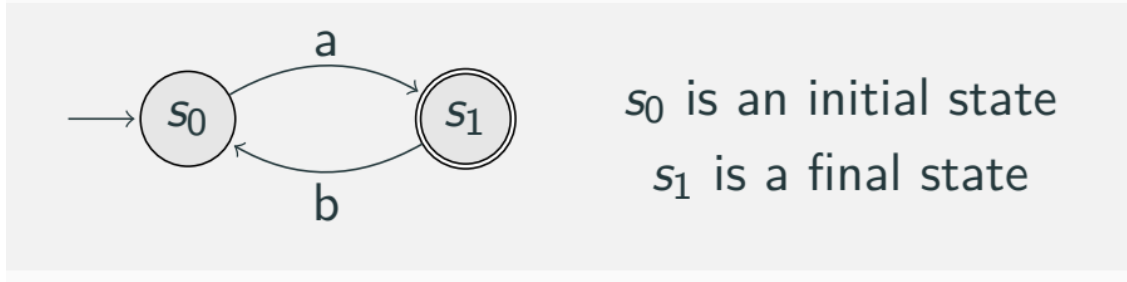 a
s₀
s₁
b
s₀ is an initial state
s₁ is a final state